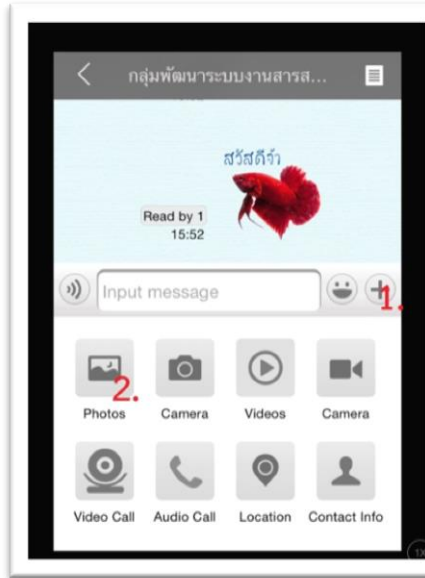 กลุ่มพัฒนาระบบงานสารส...
สวัสดีจ้า
Read by 1
15:52
Input message
1.
2.
Photos
Camera
Videos
Camera
Video Call
Audio Call
Location
Contact Info
1X